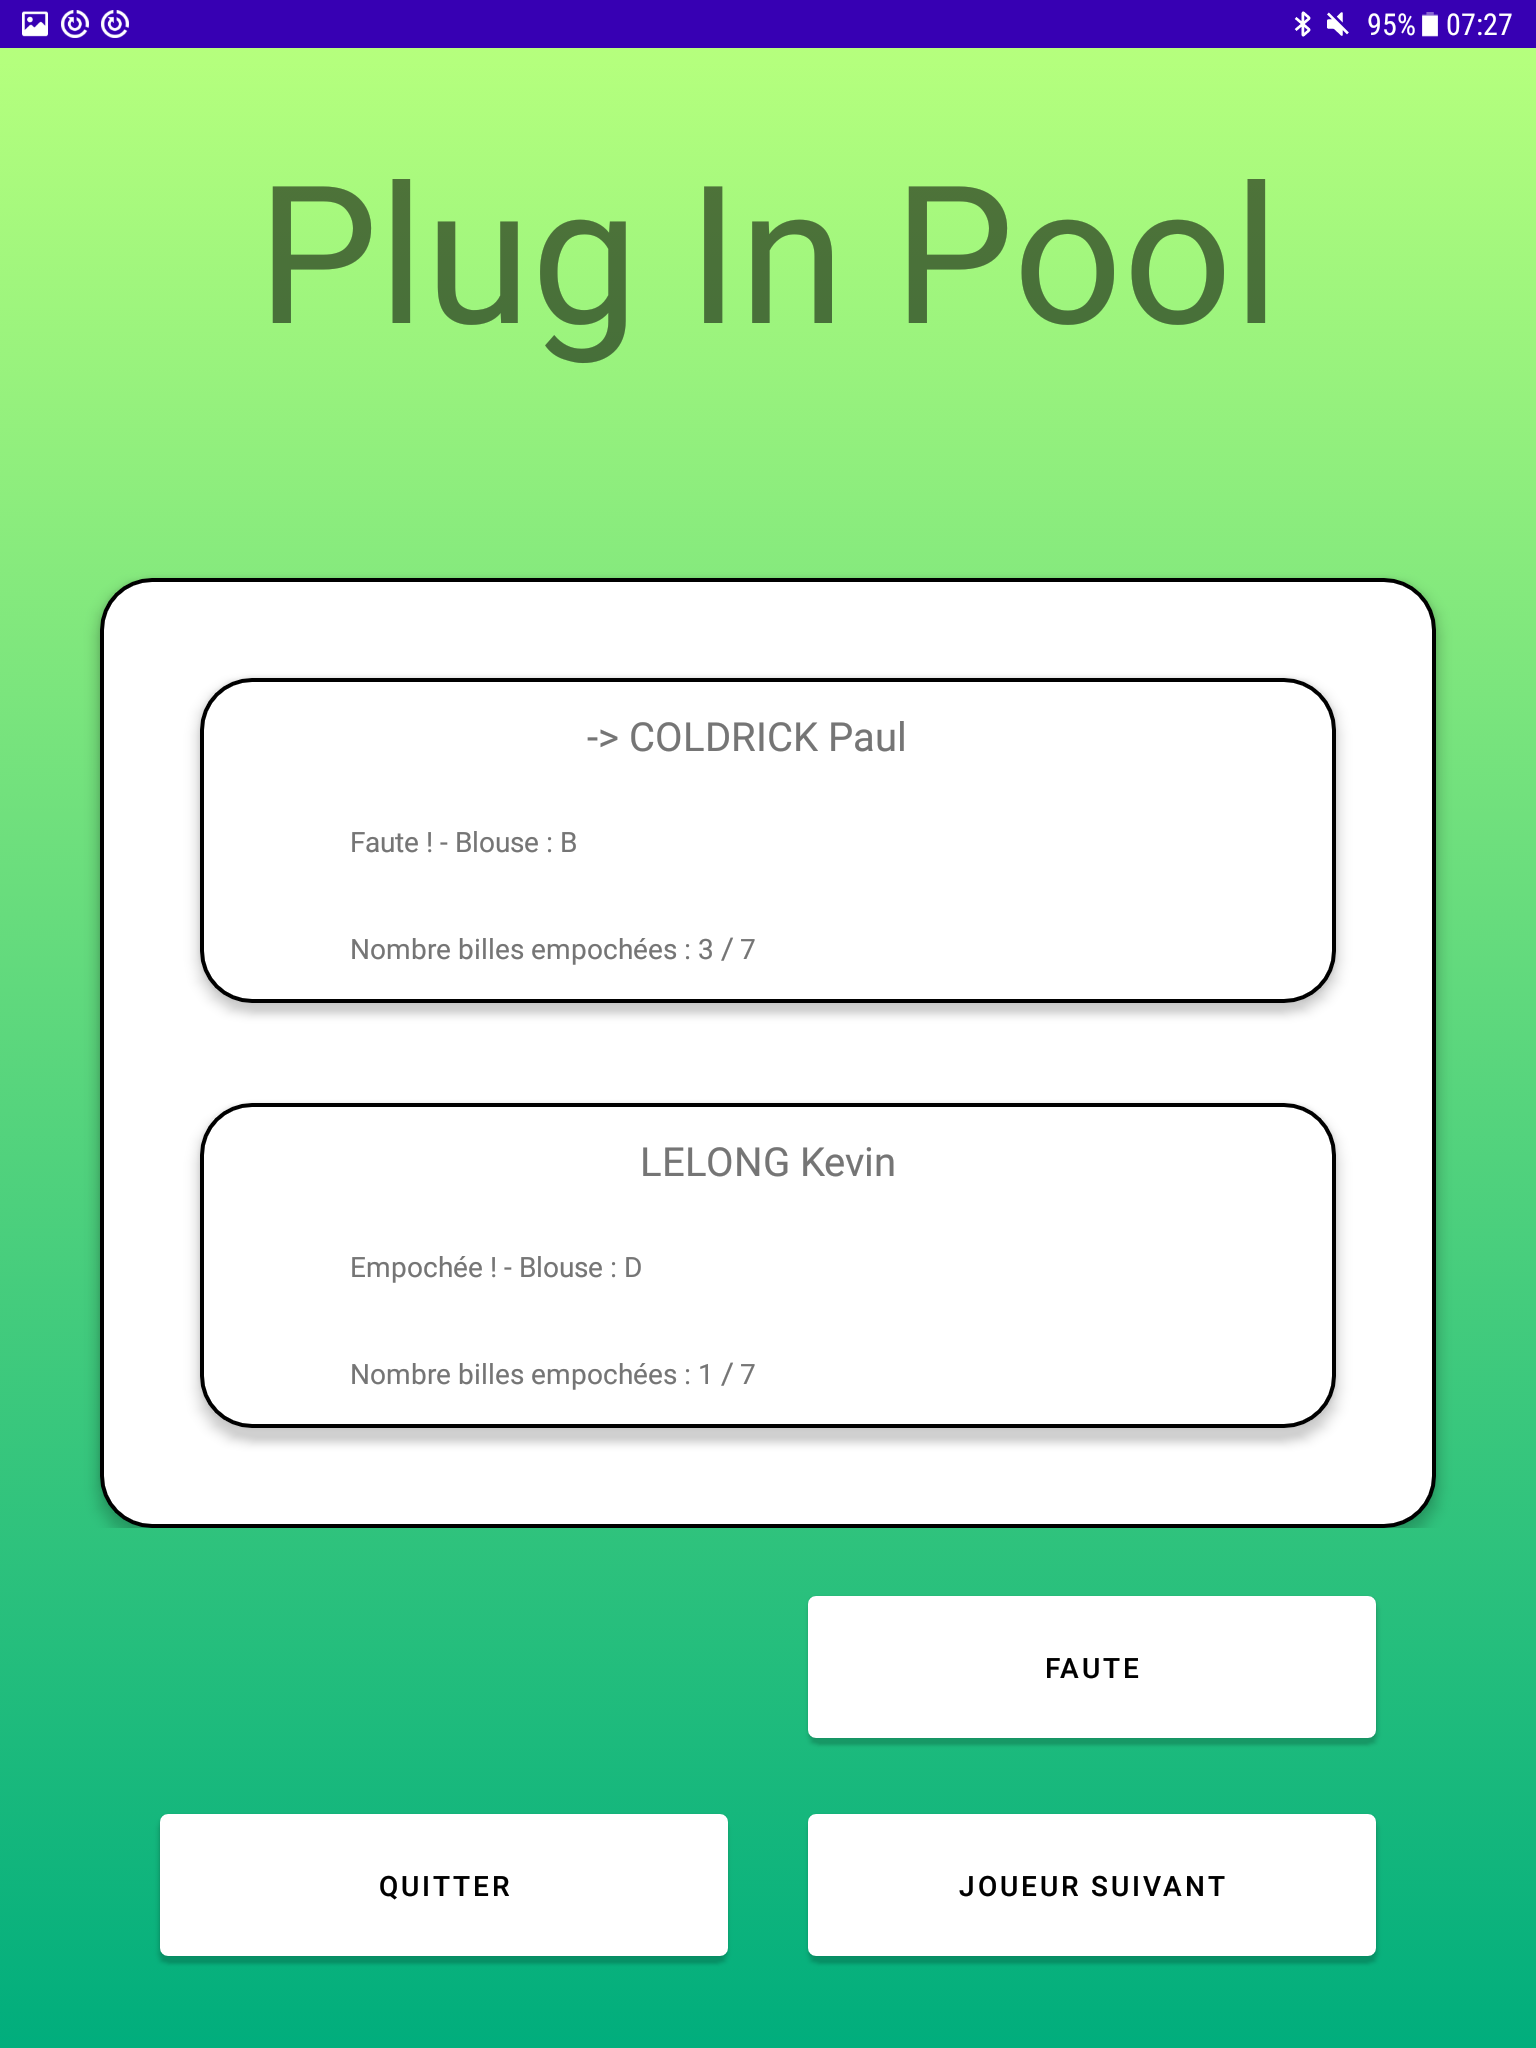 95% 07:27
Plug In Pool
-> COLDRICK Paul
Faute ! - Blouse : B
Nombre billes empochées : 3 / 7
LELONG Kevin
Empochée ! - Blouse : D
Nombre billes empochées : 1 / 7
FAUTE
QUITTER
JOUEUR SUIVANT